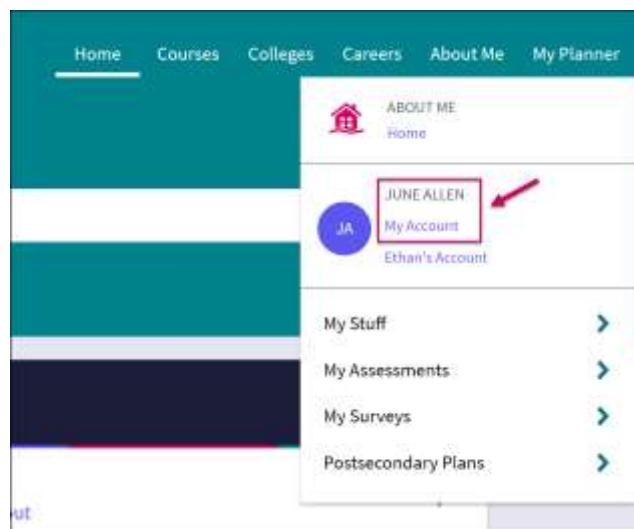 Home Courses Colleges Careers About Me My Planner
ABOUT ME
Home
JUNE ALLEN
JA
My Account
Ethan's Account
My Stuff
My Assessments
My Surveys
Postsecondary Plans
out